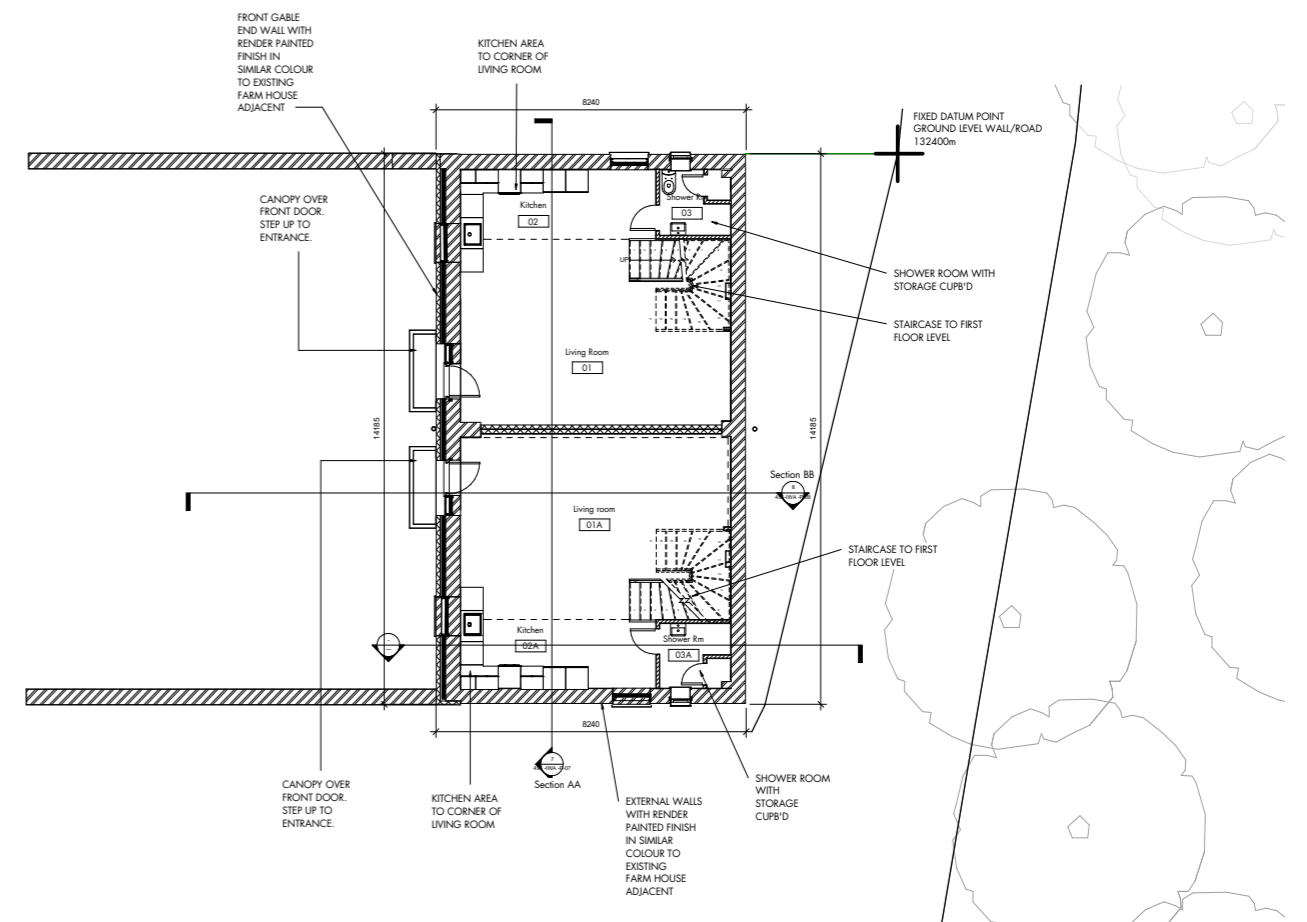 FRONT GABLE
END WALL WITH
RENDER PAINTED
FINISH IN
SIMILAR COLOUR
TO EXISTING
FARM HOUSE
ADJACENT
KITCHEN AREA
TO CORNER OF
LIVING ROOM
8240
FIXED DATUM POINT
GROUND LEVEL WALL/ROAD
132400m
CANOPY OVER
FRONT DOOR.
STEP UP TO
ENTRANCE.
Kitchen
02
Shower
03
UP
SHOWER ROOM WITH
STORAGE CUPB'D
STAIRCASE TO FIRST
FLOOR LEVEL
Living Room
01
14185
14185
Section BB
8
Living room
01A
STAIRCASE TO FIRST
FLOOR LEVEL
Kitchen
02A
Shower Rm
03A
8240
7
Section AA
CANOPY OVER
FRONT DOOR.
STEP UP TO
ENTRANCE.
KITCHEN AREA
TO CORNER OF
LIVING ROOM
EXTERNAL WALLS
WITH RENDER
PAINTED FINISH
IN SIMILAR
COLOUR TO
EXISTING
FARM HOUSE
ADJACENT
SHOWER ROOM
WITH
STORAGE
CUPB'D